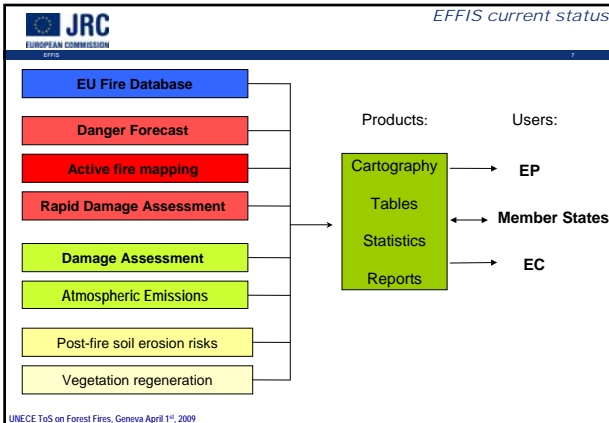 JRC
EUROPEAN COMMISSION
EFFIS current status
EFFIS
7
EU Fire Database
Danger Forecast
Active fire mapping
Rapid Damage Assessment
Damage Assessment
Atmospheric Emissions
Post-fire soil erosion risks
Vegetation regeneration
Products:
Cartography
Tables
Statistics
Reports
Users:
EP
Member States
EC
UNECE ToS on Forest Fires, Geneva April 1st, 2009